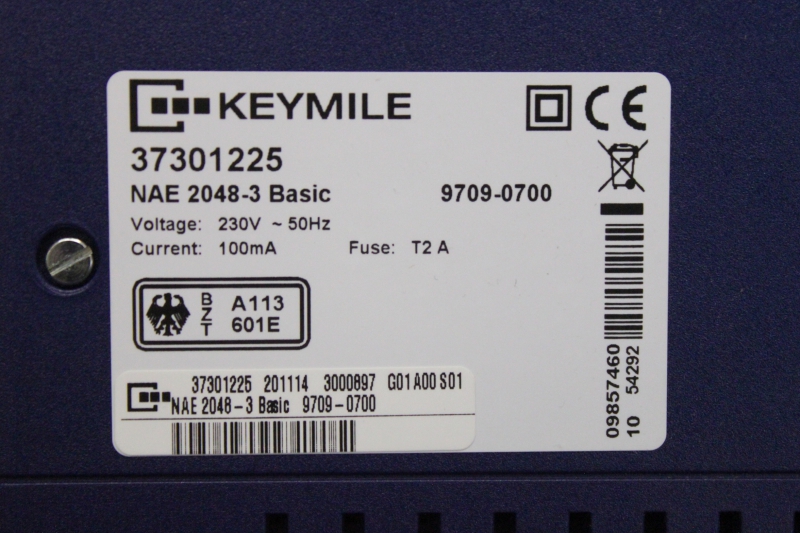 KEYMILE
37301225
NAE 2048-3 Basic 9709-0700
Voltage: 230V ~ 50Hz
Current: 100mA Fuse: T2 A
BZT A113
601E
37301225 201114 3000897 G01A00S01
NAE 2048-3 Basic 9709-0700
09857460
10 54292